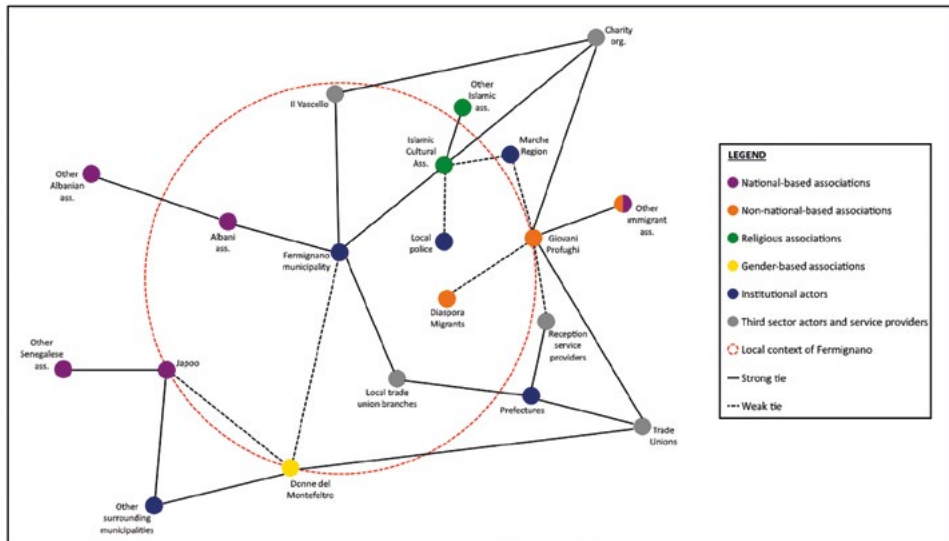 Charity
org.
Other
Islamic
ass.
Il Vascello
Islamic
Cultural
Ass.
Marche
Region
Other
Albanian
ass.
Albani
ass.
Fermignano
municipality
Local
police
Giovani
Profughi
Other
immigrant
ass.
Diaspora
Migrants
Reception
service
providers
Other
Senegalese
ass.
Japoo
Local trade
union branches
Prefectures
Trade
Unions
Donne del
Montefeltro
Other
surrounding
municipalities
LEGEND
National-based associations
Non-national-based associations
Religious associations
Gender-based associations
Institutional actors
Third sector actors and service providers
Local context of Fermignano
Strong tie
Weak tie